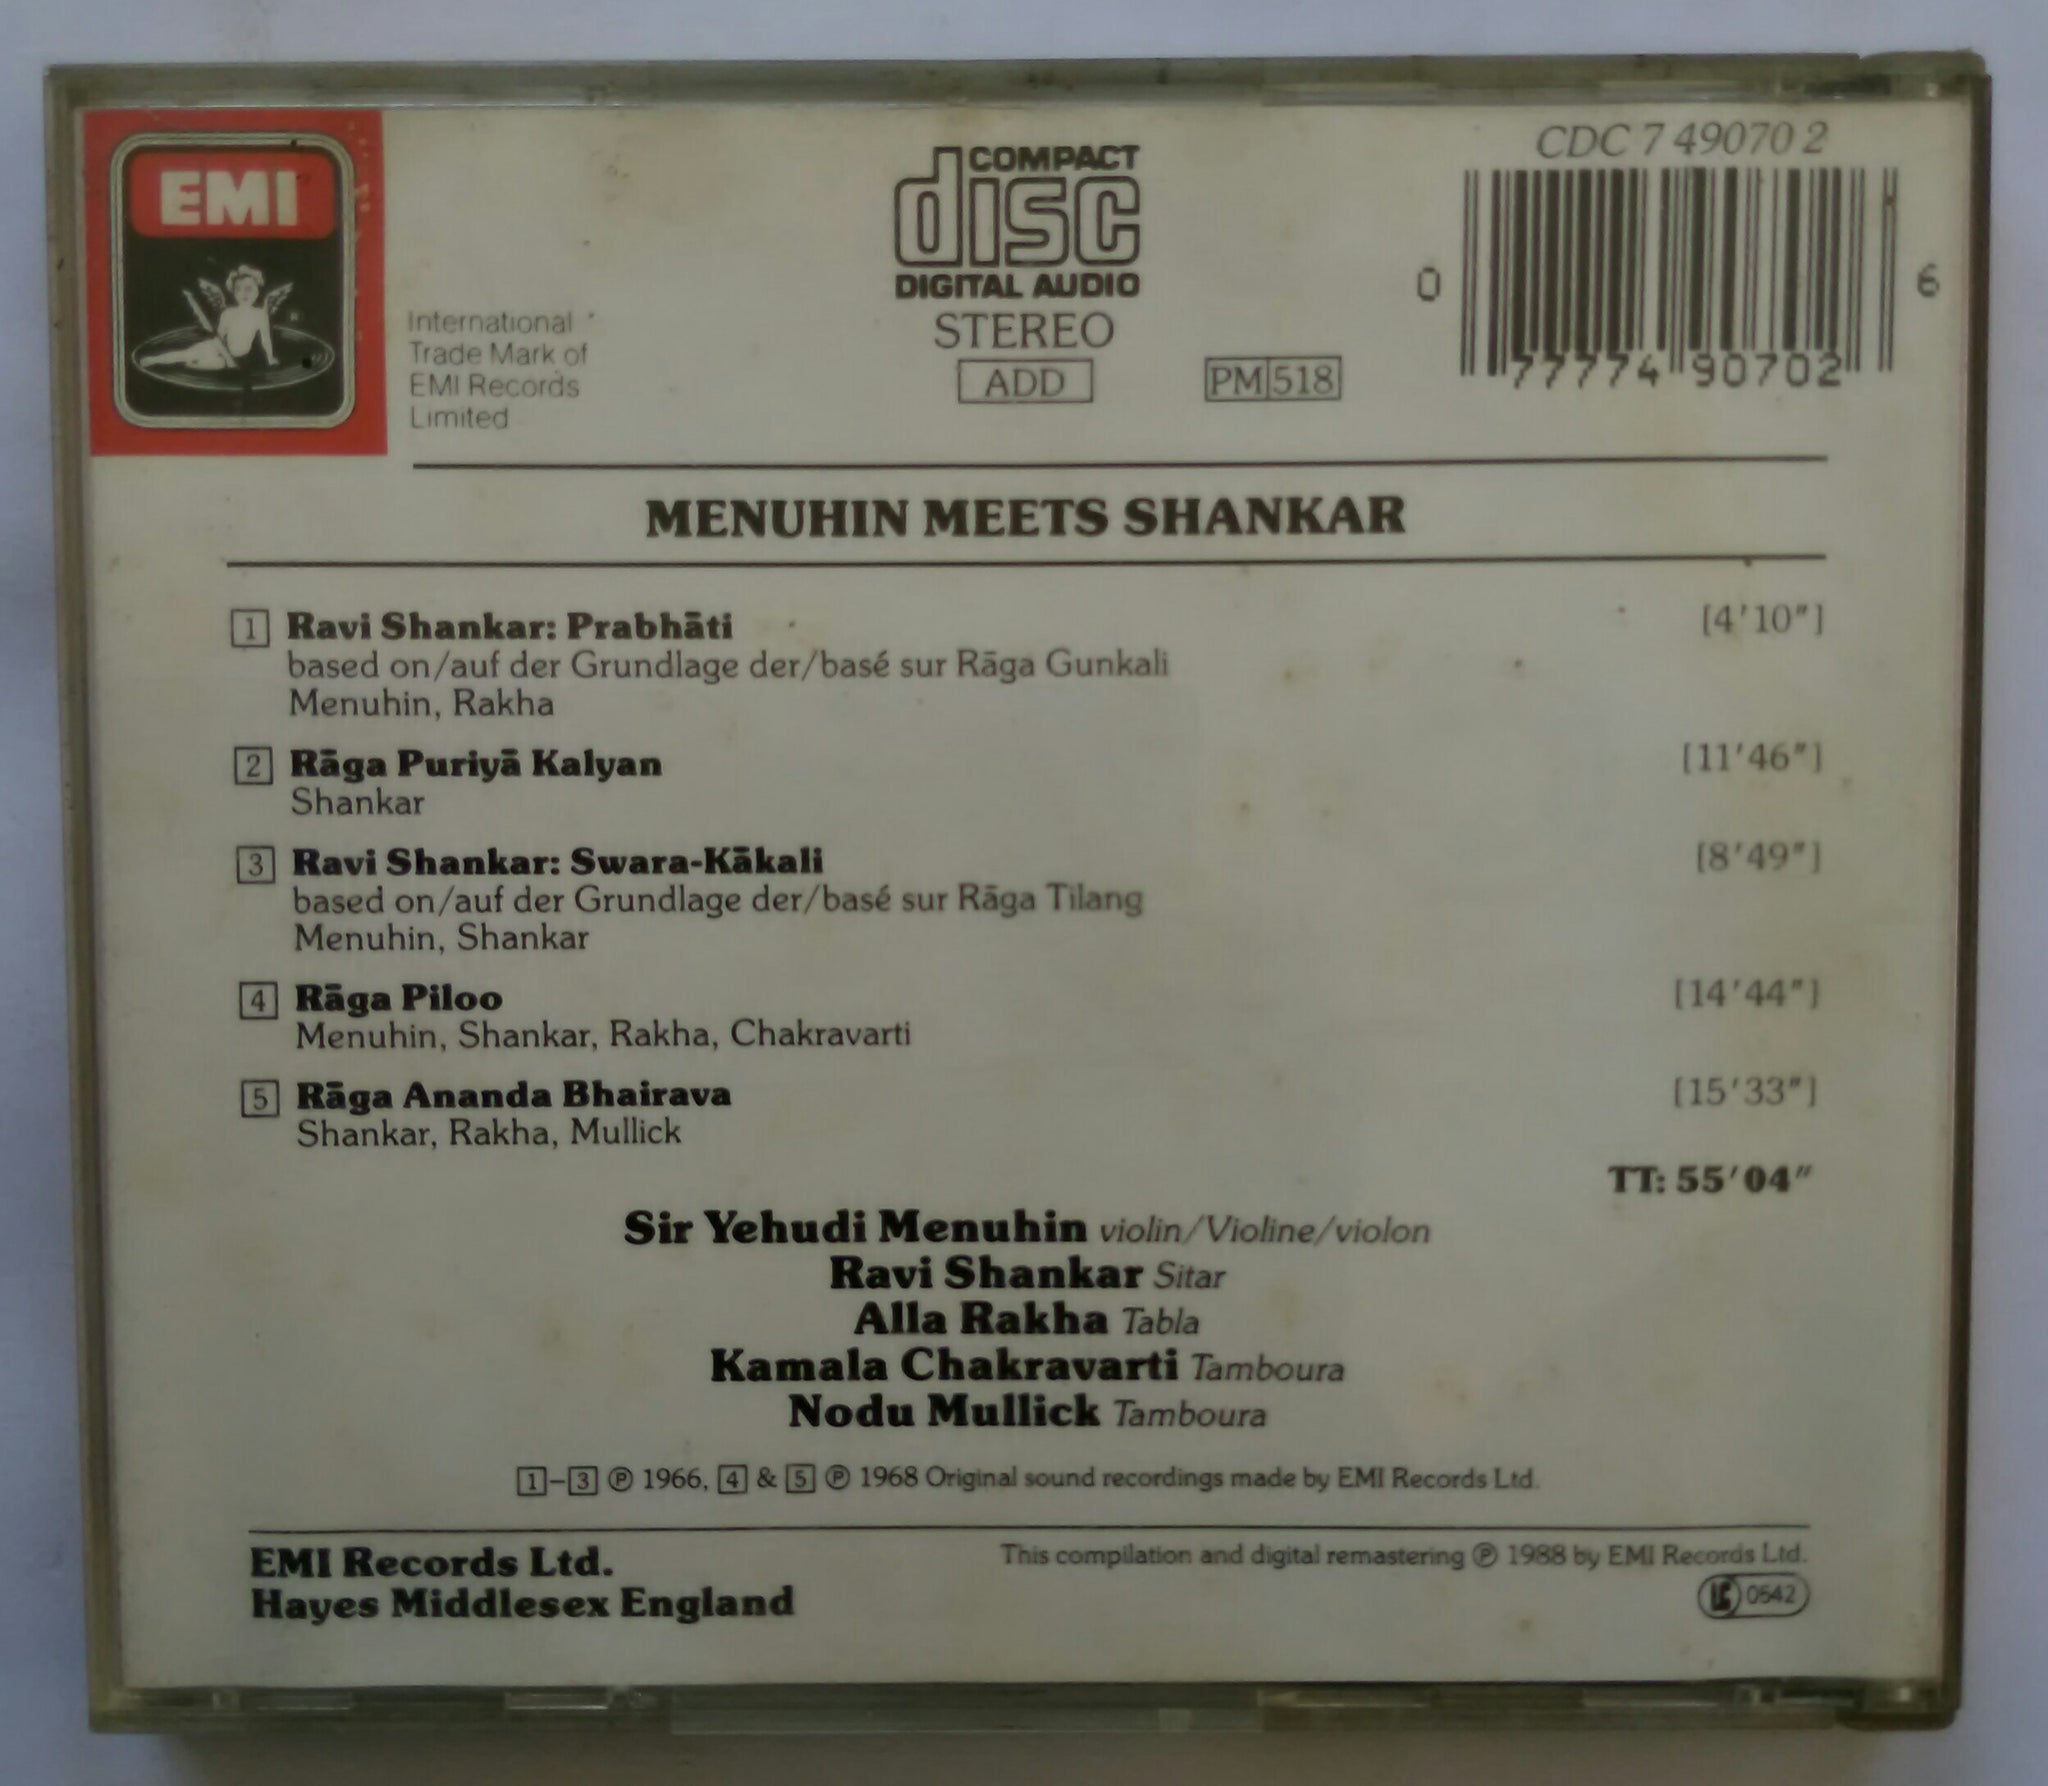 EMI
International
Trade Mark of
EMI Records
Limited
COMPACT
disc
DIGITAL AUDIO
STEREO
ADD
PM 518
CDC 7 49070 2
0 77774 90702 6
MENUHIN MEETS SHANKAR
1 Ravi Shankar: Prabhāti [4'10"]
based on/auf der Grundlage der/basé sur Rāga Gunkali
Menuhin, Rakha
2 Rāga Puriyā Kalyan [11'46"]
Shankar
3 Ravi Shankar: Swara-Kākali [8'49"]
based on/auf der Grundlage der/basé sur Rāga Tilang
Menuhin, Shankar
4 Rāga Piloo [14'44"]
Menuhin, Shankar, Rakha, Chakravarti
5 Rāga Ananda Bhairava [15'33"]
Shankar, Rakha, Mullick
TT: 55'04"
Sir Yehudi Menuhin violin/Violine/violon
Ravi Shankar Sitar
Alla Rakha Tabla
Kamala Chakravarti Tamboura
Nodu Mullick Tamboura
1–3 ℗ 1966, 4 & 5 ℗ 1968 Original sound recordings made by EMI Records Ltd.
EMI Records Ltd.
Hayes Middlesex England
This compilation and digital remastering ℗ 1988 by EMI Records Ltd.
LC 0542